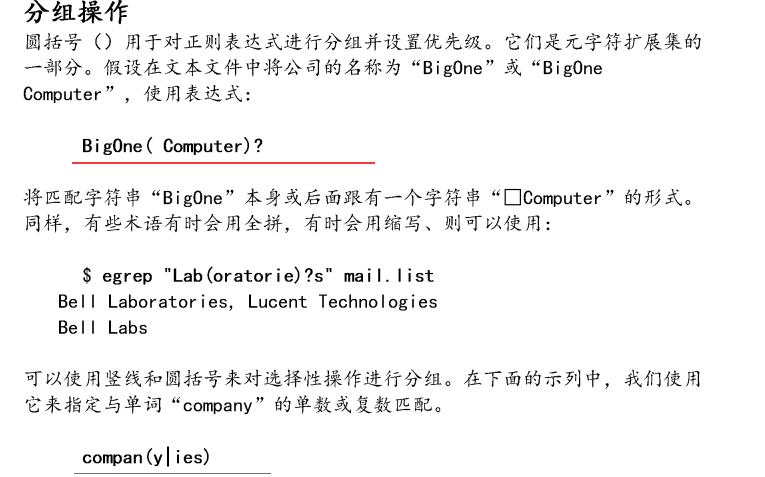 分组操作
圆括号（）用于对正则表达式进行分组并设置优先级。它们是元字符扩展集的
一部分。假设在文本文件中将公司的名称为“BigOne”或“BigOne
Computer”，使用表达式：
BigOne( Computer)?
将匹配字符串“BigOne”本身或后面跟有一个字符串“□Computer”的形式。
同样，有些术语有时会用全拼，有时会用缩写、则可以使用：
$ egrep "Lab(oratorie)?s" mail.list
Bell Laboratories, Lucent Technologies
Bell Labs
可以使用竖线和圆括号来对选择性操作进行分组。在下面的示列中，我们使用
它来指定与单词“company”的单数或复数匹配。
compan(y|ies)